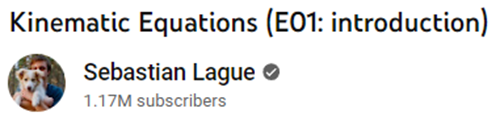 Kinematic Equations (E01: introduction)
Sebastian Lague
1.17M subscribers